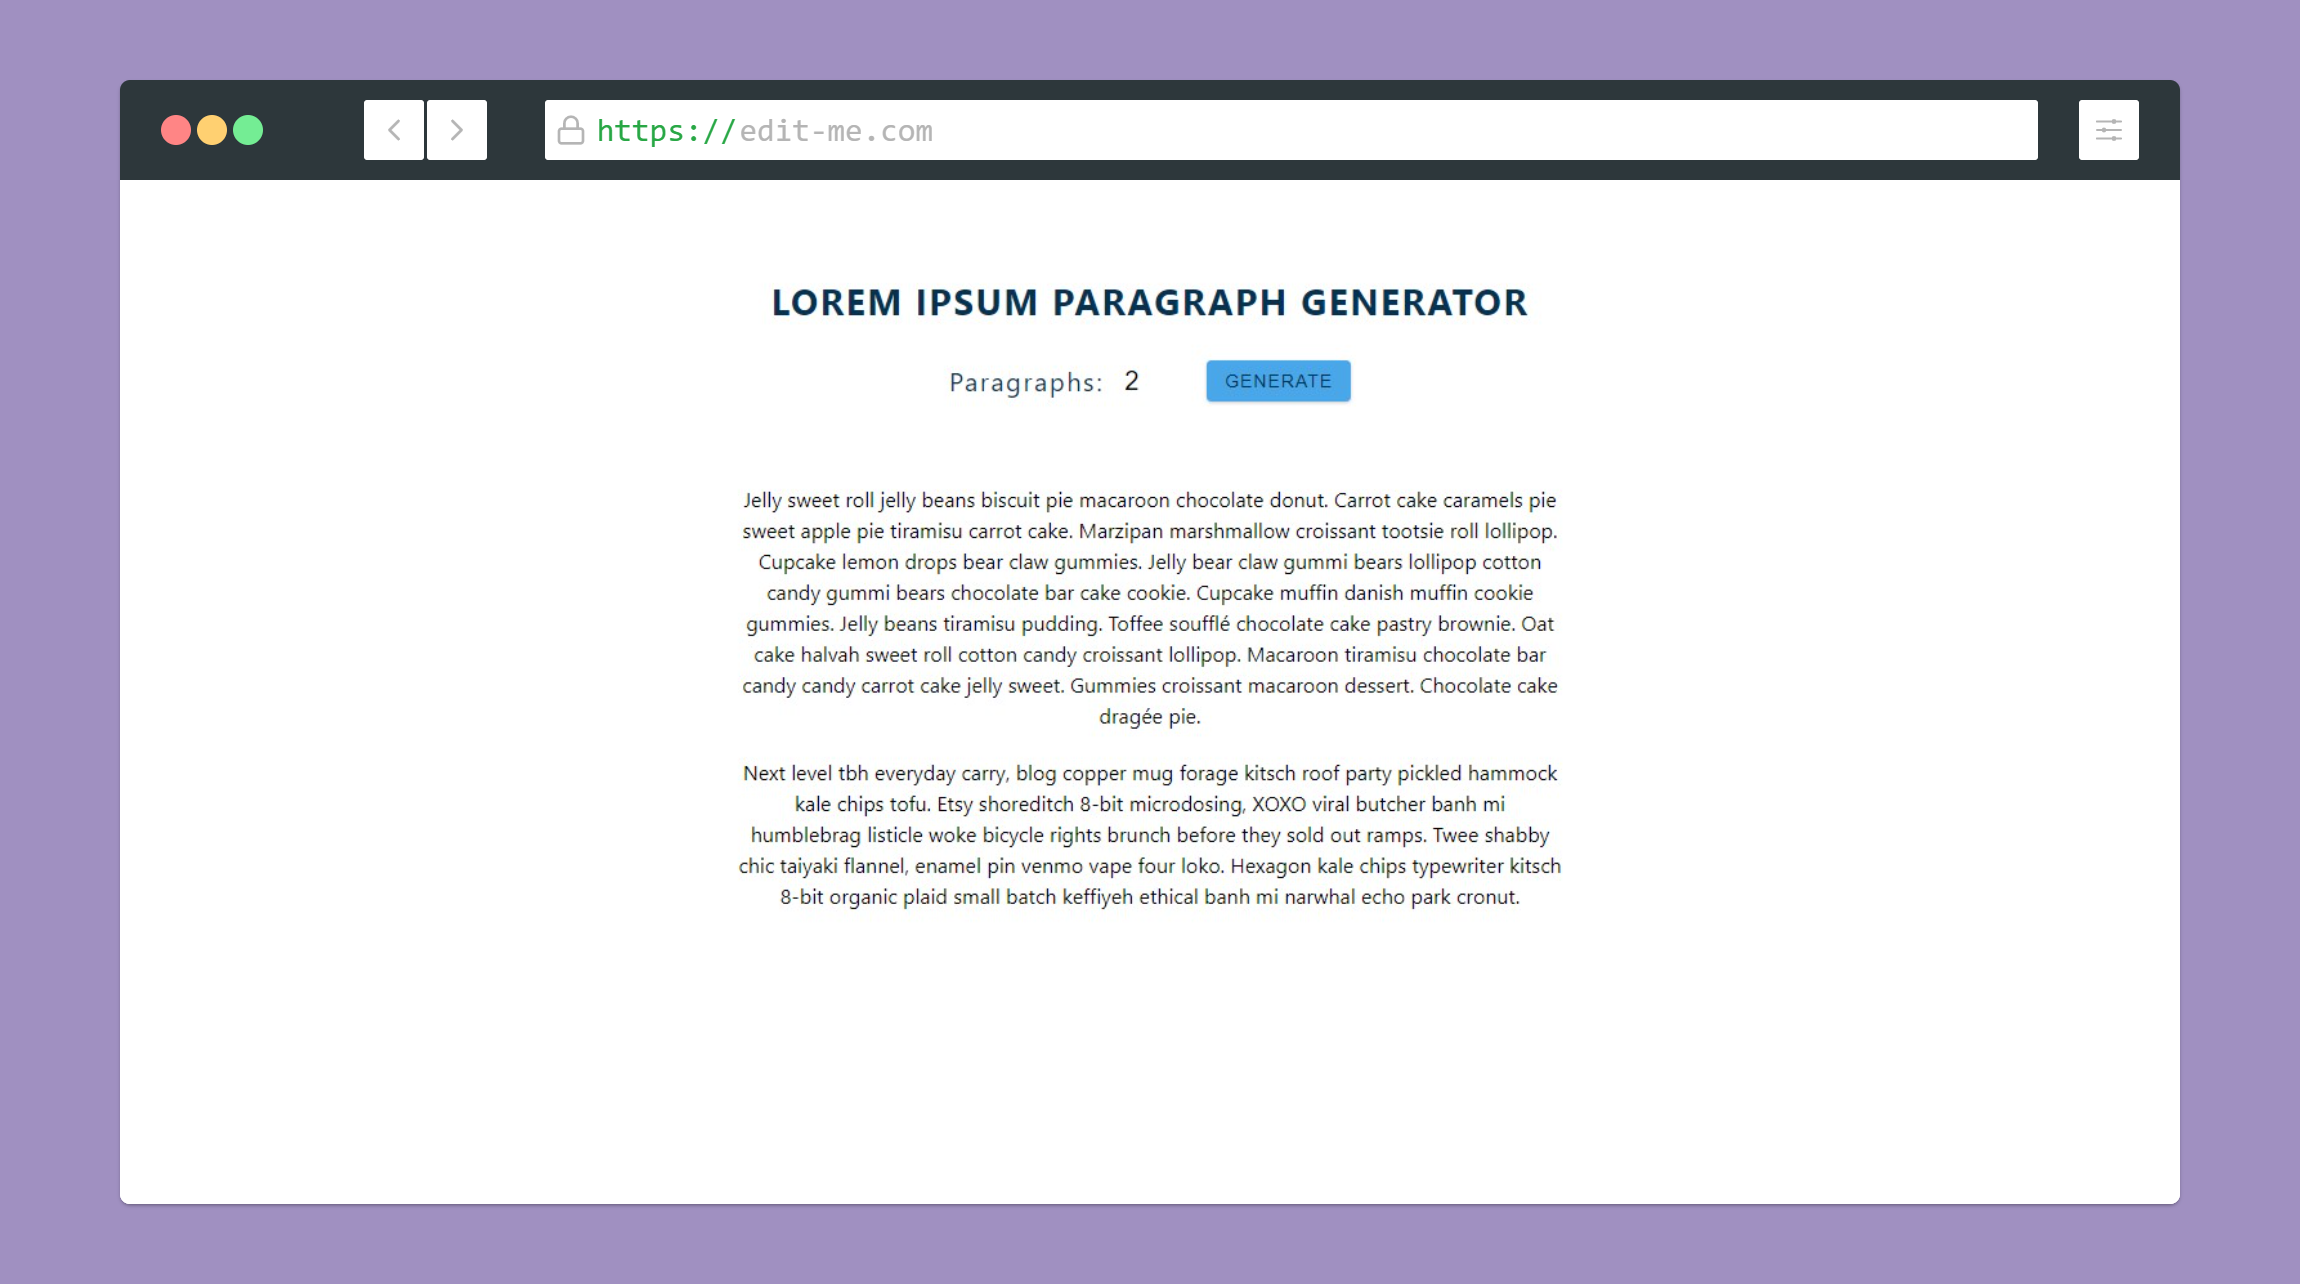 https://edit-me.com
LOREM IPSUM PARAGRAPH GENERATOR
Paragraphs: 2 GENERATE
Jelly sweet roll jelly beans biscuit pie macaroon chocolate donut. Carrot cake caramels pie
sweet apple pie tiramisu carrot cake. Marzipan marshmallow croissant tootsie roll lollipop.
Cupcake lemon drops bear claw gummies. Jelly bear claw gummi bears lollipop cotton
candy gummi bears chocolate bar cake cookie. Cupcake muffin danish muffin cookie
gummies. Jelly beans tiramisu pudding. Toffee soufflé chocolate cake pastry brownie. Oat
cake halvah sweet roll cotton candy croissant lollipop. Macaroon tiramisu chocolate bar
candy candy carrot cake jelly sweet. Gummies croissant macaroon dessert. Chocolate cake
dragée pie.
Next level tbh everyday carry, blog copper mug forage kitsch roof party pickled hammock
kale chips tofu. Etsy shoreditch 8-bit microdosing, XOXO viral butcher banh mi
humblebrag listicle woke bicycle rights brunch before they sold out ramps. Twee shabby
chic taiyaki flannel, enamel pin venmo vape four loko. Hexagon kale chips typewriter kitsch
8-bit organic plaid small batch keffiyeh ethical banh mi narwhal echo park cronut.